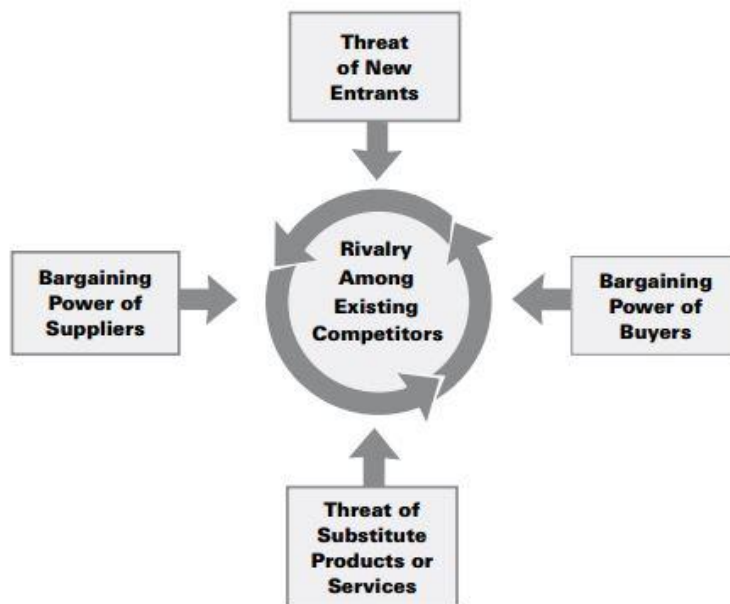 Threat
of New
Entrants
Rivalry
Among
Existing
Competitors
Bargaining
Power of
Suppliers
Bargaining
Power of
Buyers
Threat of
Substitute
Products or
Services